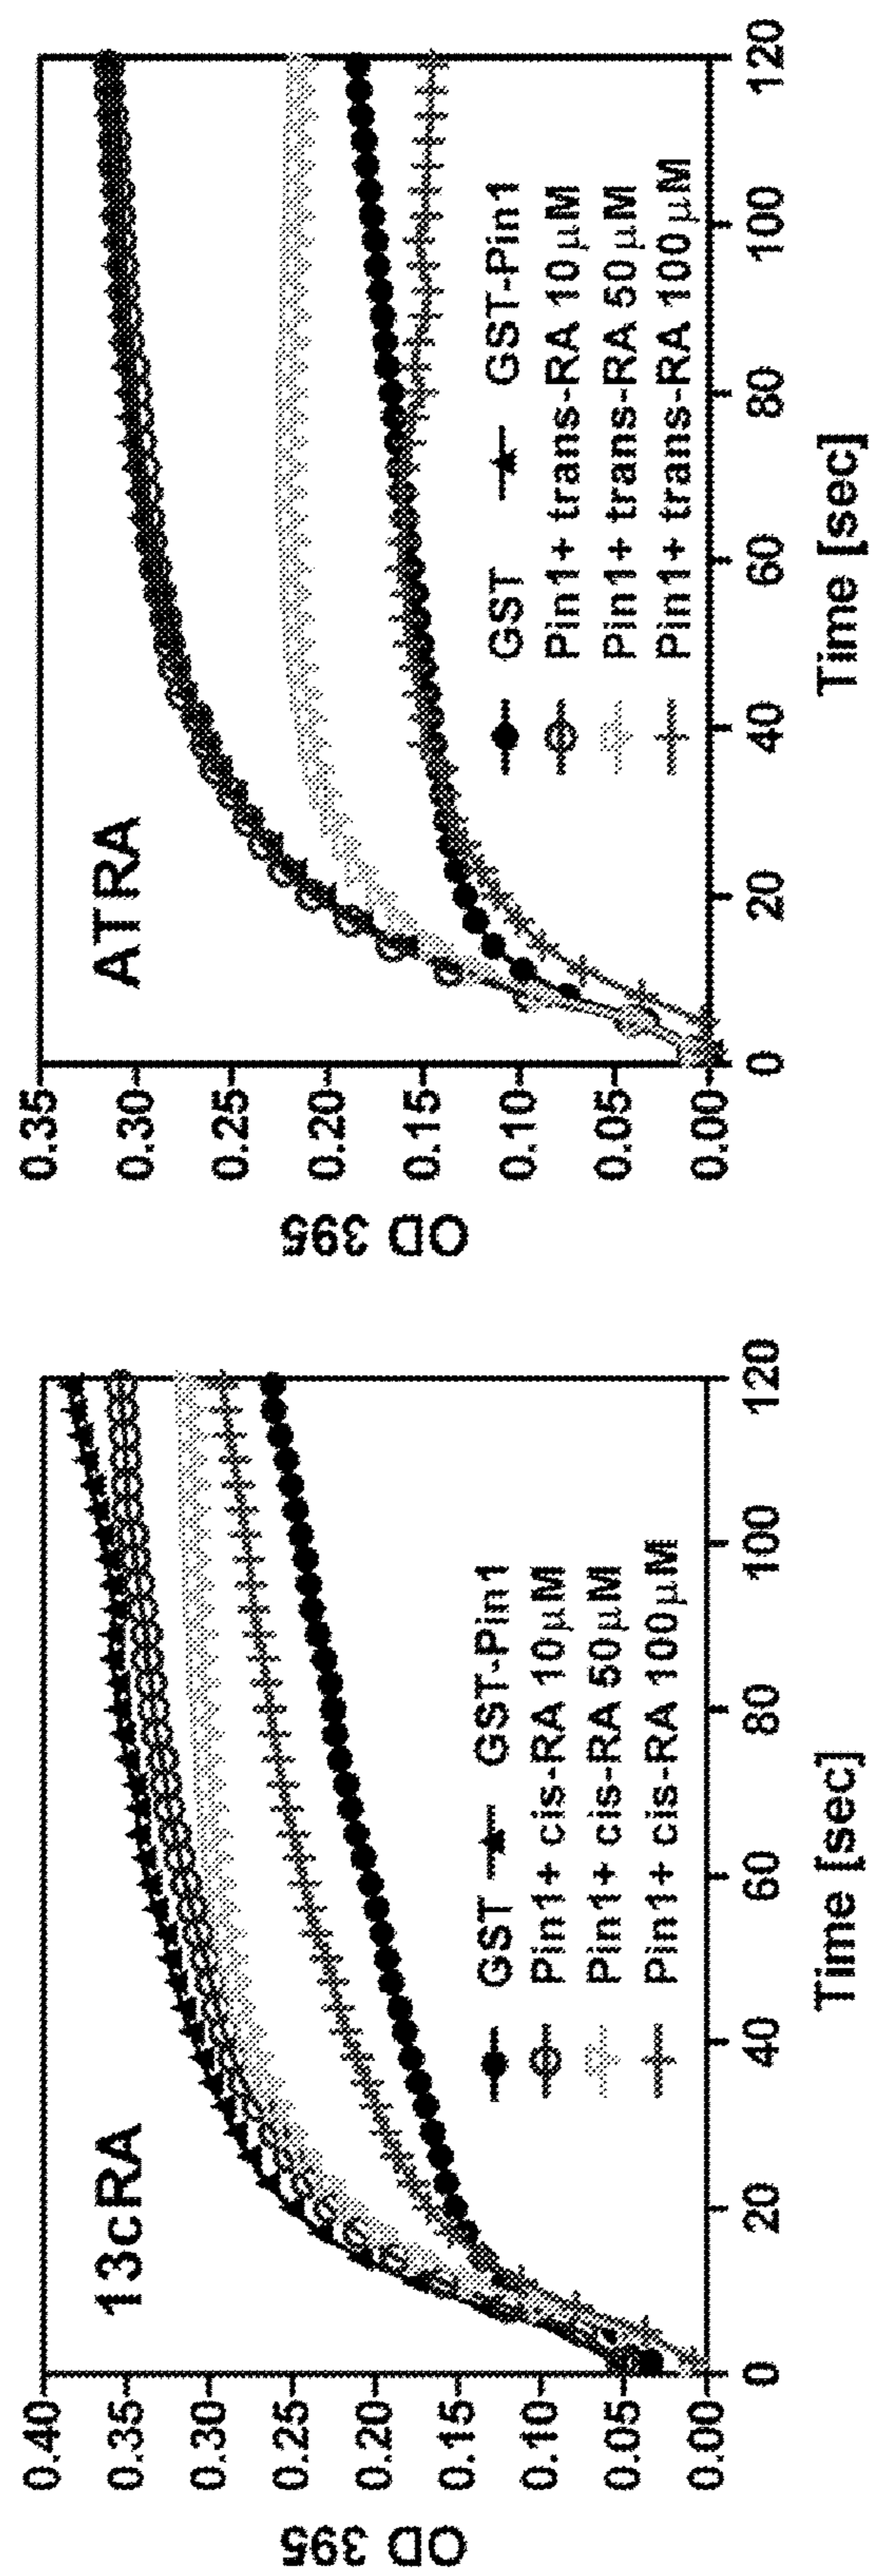 13cRA
OD 395
0.40
0.35
0.30
0.25
0.20
0.15
0.10
0.05
0.00
GST
GST-Pin1
Pin1+ cis-RA 10μM
Pin1+ cis-RA 50μM
Pin1+ cis-RA 100μM
0 20 40 60 80 100 120
Time [sec]
ATRA
OD 395
0.35
0.30
0.25
0.20
0.15
0.10
0.05
0.00
GST
GST-Pin1
Pin1+ trans-RA 10μM
Pin1+ trans-RA 50μM
Pin1+ trans-RA 100μM
0 20 40 60 80 100 120
Time [sec]